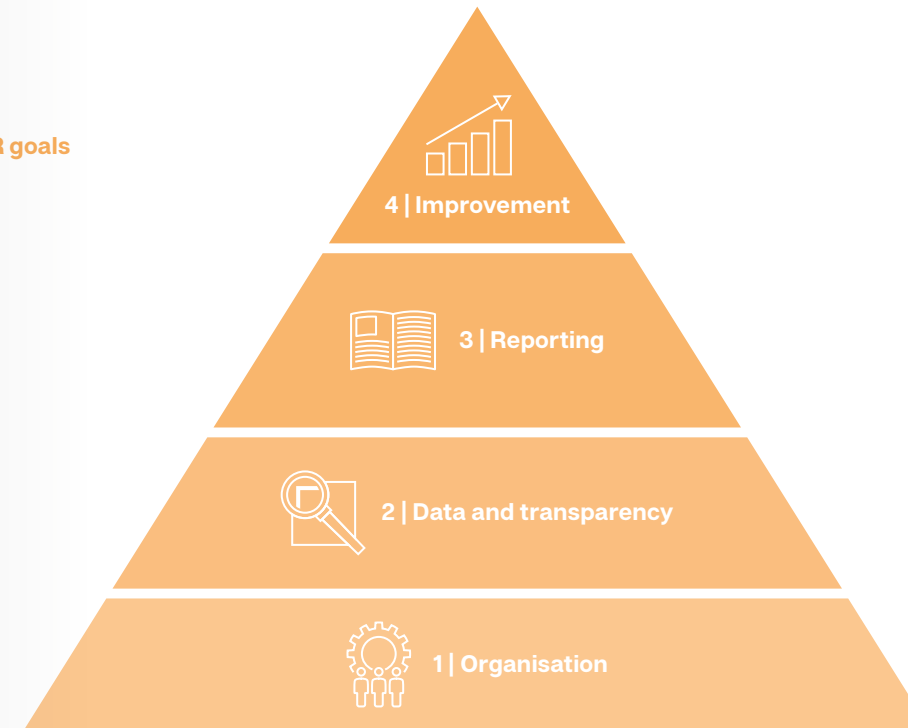 goals
4 | Improvement
3 | Reporting
2 | Data and transparency
1 | Organisation